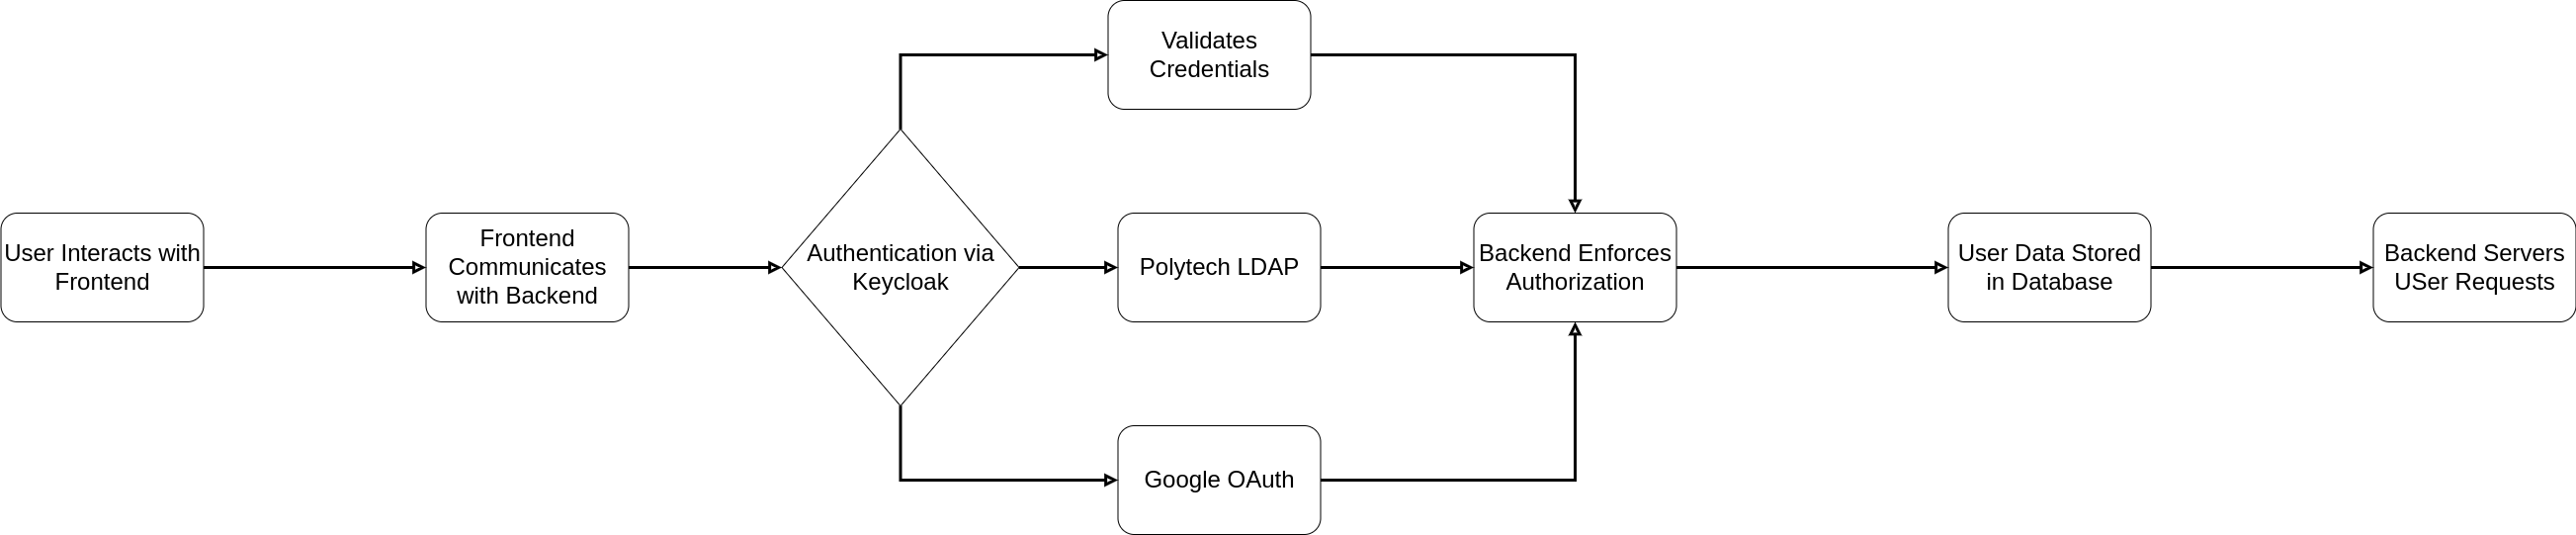 User Interacts with
Frontend
Frontend
Communicates
with Backend
Authentication via
Keycloak
Validates
Credentials
Polytech LDAP
Google OAuth
Backend Enforces
Authorization
User Data Stored
in Database
Backend Servers
USer Requests